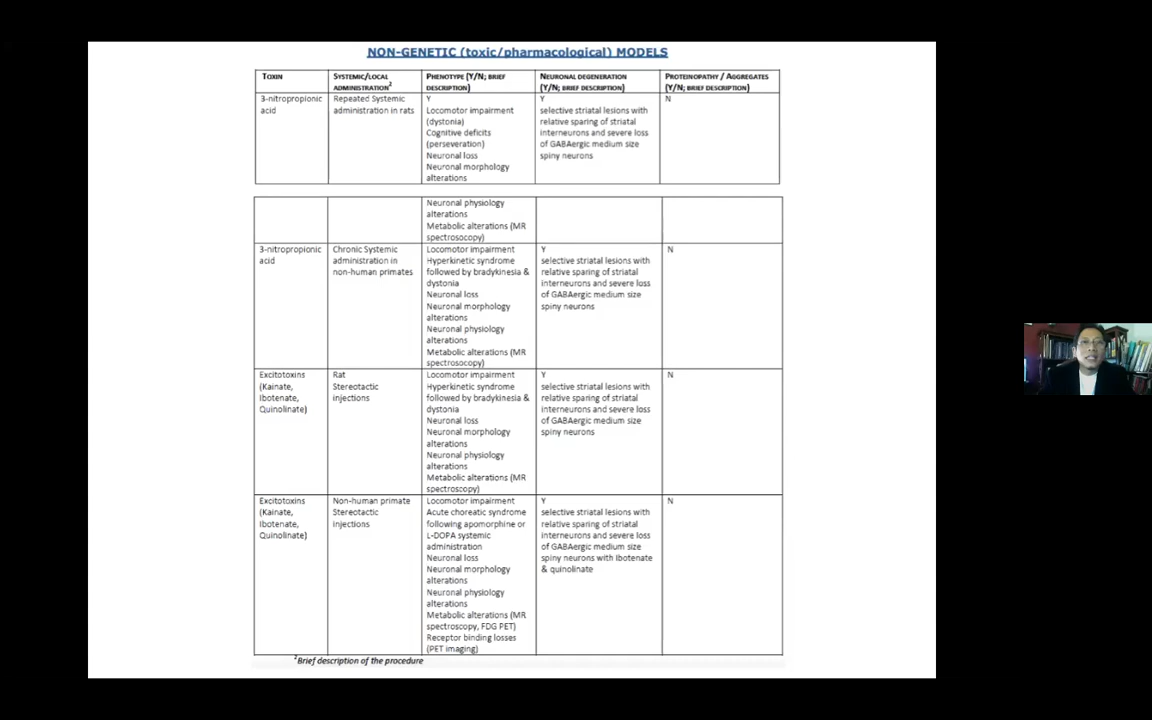 NON-GENETIC (toxic/pharmacological) MODELS
TOXIN
SYSTEMIC/LOCAL
ADMINISTRATION2
PHENOTYPE (Y/N; BRIEF
DESCRIPTION)
NEURONAL DEGENERATION
(Y/N; BRIEF DESCRIPTION)
PROTEINOPATHY / AGGREGATES
(Y/N; BRIEF DESCRIPTION)
3-nitropropionic
acid
Repeated Systemic
administration in rats
Y
Locomotor impairment
(dystonia)
Cognitive deficits
(perseveration)
Neuronal loss
Neuronal morphology
alterations
Y
selective striatal lesions with
relative sparing of striatal
interneurons and severe loss
of GABAergic medium size
spiny neurons
N
Neuronal physiology
alterations
Metabolic alterations (MR
spectrosocopy)
3-nitropropionic
acid
Chronic Systemic
administration in
non-human primates
Locomotor impairment
Hyperkinetic syndrome
followed by bradykinesia &
dystonia
Neuronal loss
Neuronal morphology
alterations
Neuronal physiology
alterations
Metabolic alterations (MR
spectrosocopy)
Y
selective striatal lesions with
relative sparing of striatal
interneurons and severe loss
of GABAergic medium size
spiny neurons
N
Excitotoxins
(Kainate,
Ibotenate,
Quinolinate)
Rat
Stereotactic
injections
Locomotor impairment
Hyperkinetic syndrome
followed by bradykinesia &
dystonia
Neuronal loss
Neuronal morphology
alterations
Neuronal physiology
alterations
Metabolic alterations (MR
spectroscopy)
Y
selective striatal lesions with
relative sparing of striatal
interneurons and severe loss
of GABAergic medium size
spiny neurons
N
Excitotoxins
(Kainate,
Ibotenate,
Quinolinate)
Non-human primate
Stereotactic
injections
Locomotor impairment
Acute choreatic syndrome
following apomorphine or
L-DOPA systemic
administration
Neuronal loss
Neuronal morphology
alterations
Neuronal physiology
alterations
Metabolic alterations (MR
spectroscopy, FDG PET)
Receptor binding losses
(PET imaging)
Y
selective striatal lesions with
relative sparing of striatal
interneurons and severe loss
of GABAergic medium size
spiny neurons with Ibotenate
& quinolinate
N
2Brief description of the procedure